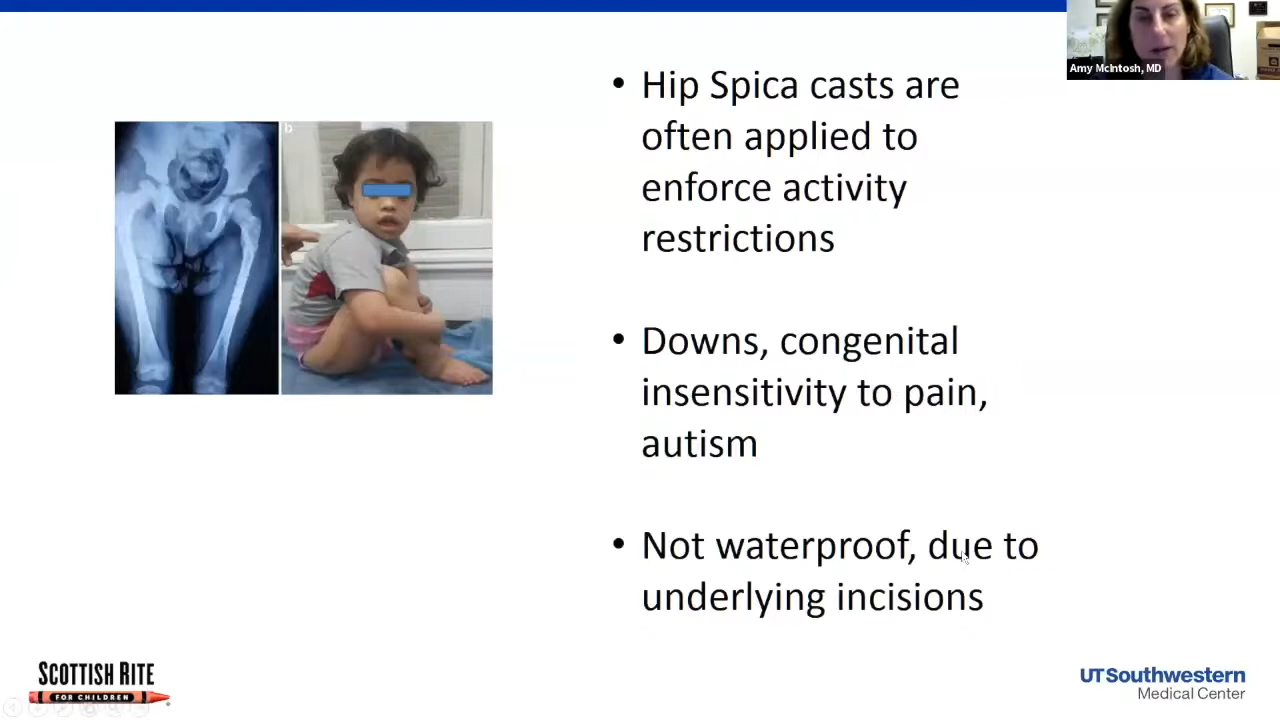 Amy McIntosh, MD
• Hip Spica casts are
often applied to
enforce activity
restrictions
• Downs, congenital
insensitivity to pain,
autism
• Not waterproof, due to
underlying incisions
b
SCOTTISH RITE
FOR CHILDREN
UTSouthwestern
Medical Center